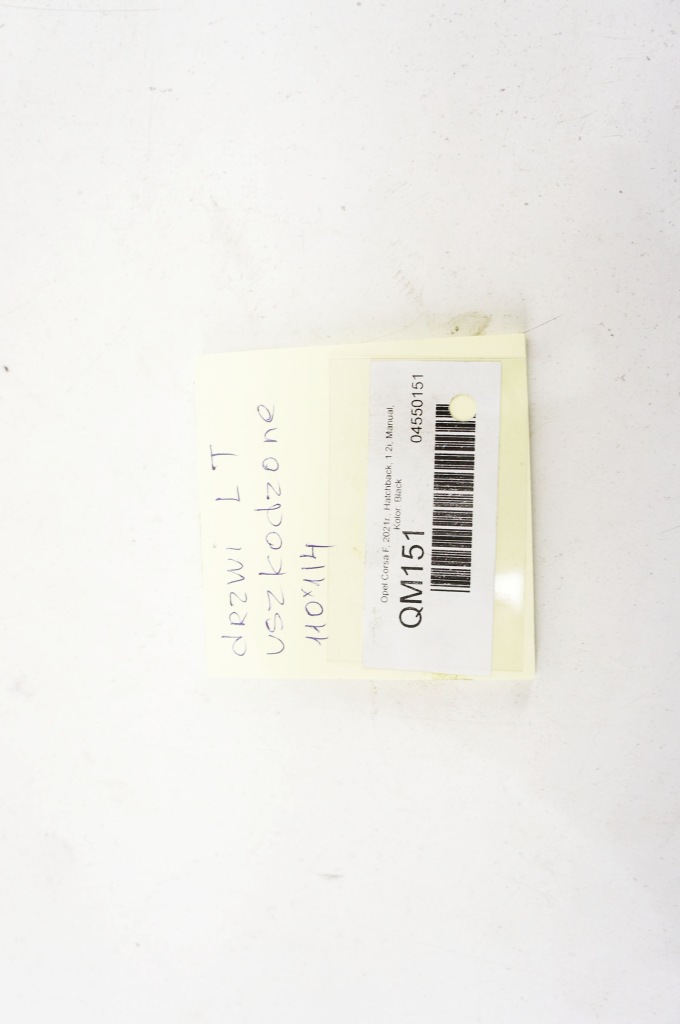 drzwi LT
uszkodzone
110x114
Opel Corsa F, 2021r., Hatchback, 1.2i, Manual,
Kolor: Black
QM151
04550151